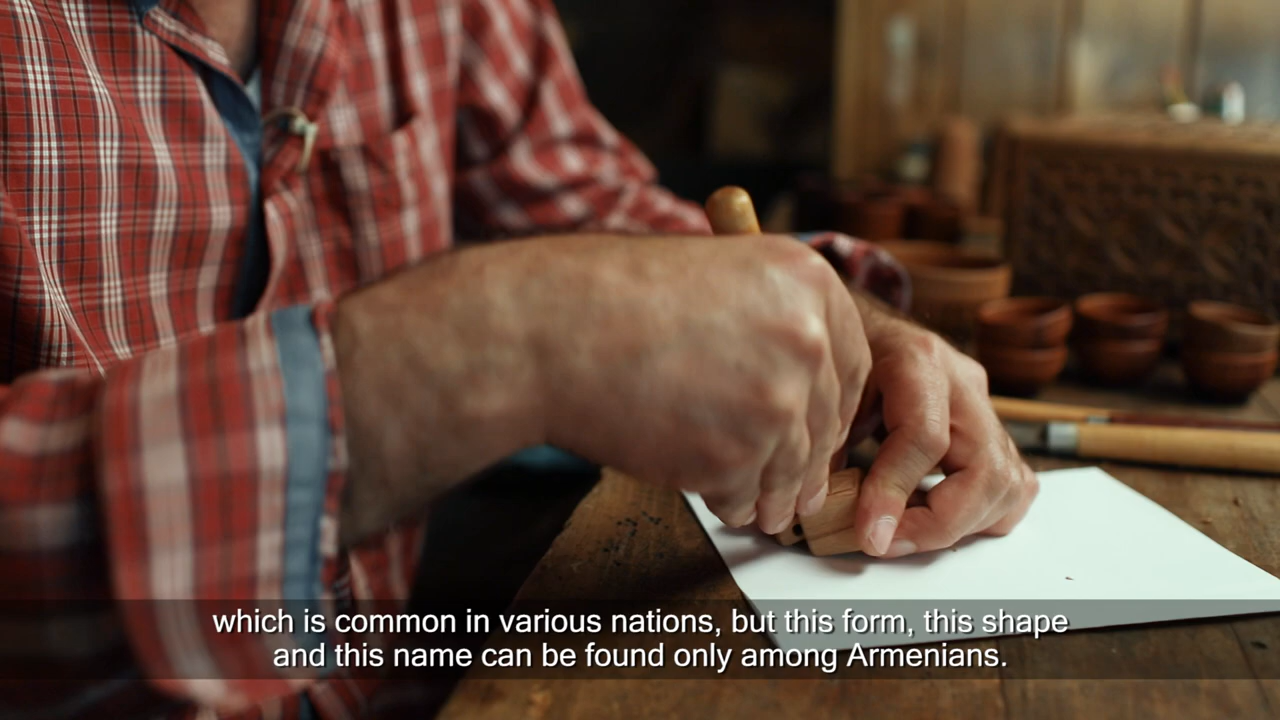 which is common in various nations, but this form, this shape
and this name can be found only among Armenians.